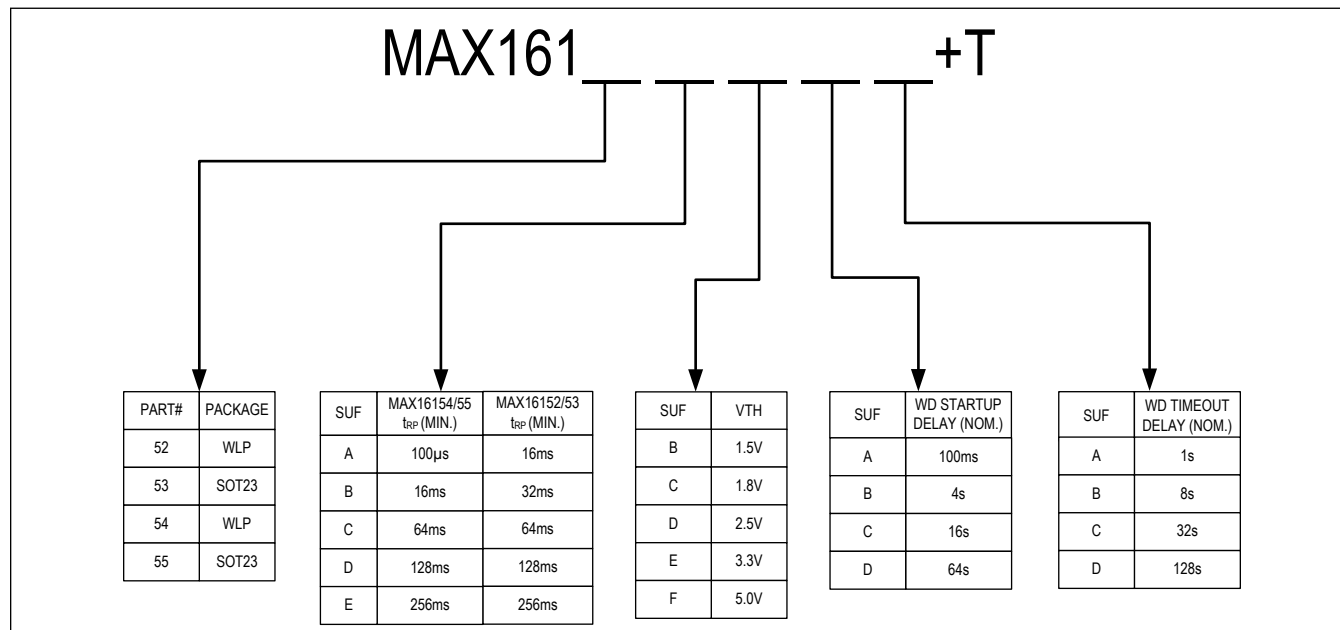 MAX161__ _ _ _ _+T
PART# PACKAGE
52 WLP
53 SOT23
54 WLP
55 SOT23
SUF MAX16154/55 tRP (MIN.) MAX16152/53 tRP (MIN.)
A 100µs 16ms
B 16ms 32ms
C 64ms 64ms
D 128ms 128ms
E 256ms 256ms
SUF VTH
B 1.5V
C 1.8V
D 2.5V
E 3.3V
F 5.0V
SUF WD STARTUP DELAY (NOM.)
A 100ms
B 4s
C 16s
D 64s
SUF WD TIMEOUT DELAY (NOM.)
A 1s
B 8s
C 32s
D 128s